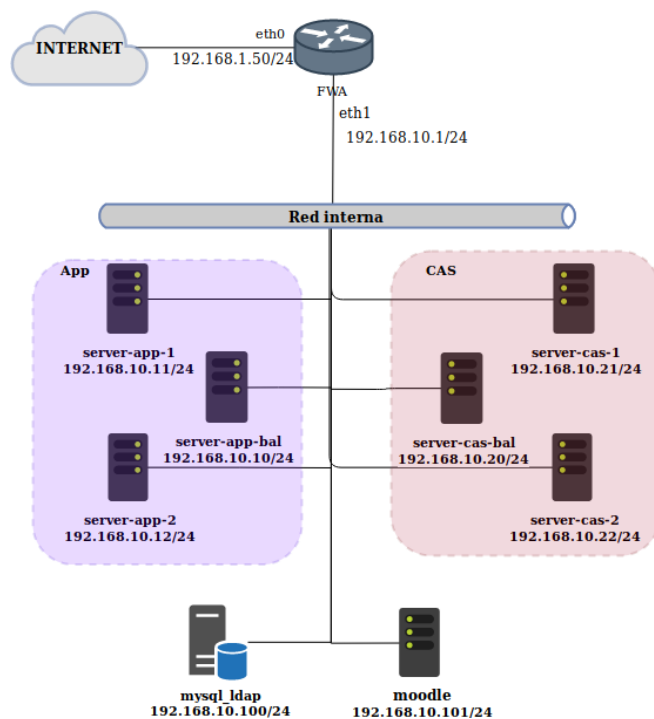 INTERNET
eth0
192.168.1.50/24
FWA
eth1
192.168.10.1/24
Red interna
App
CAS
server-app-1
192.168.10.11/24
server-cas-1
192.168.10.21/24
server-app-bal
192.168.10.10/24
server-cas-bal
192.168.10.20/24
server-app-2
192.168.10.12/24
server-cas-2
192.168.10.22/24
mysql_ldap
192.168.10.100/24
moodle
192.168.10.101/24